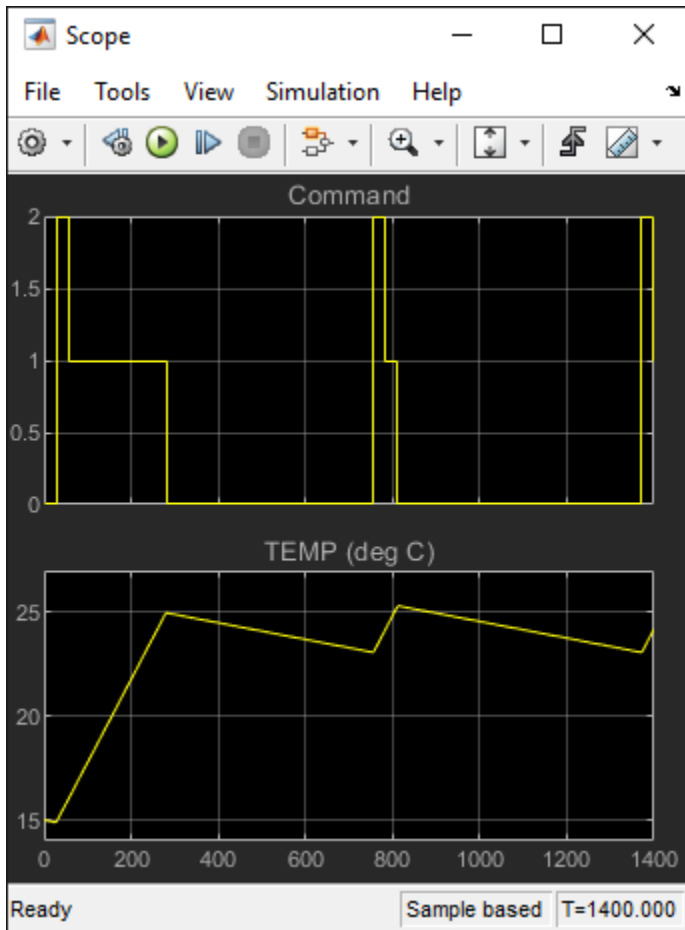 Scope
File Tools View Simulation Help
Command
2
1.5
1
0.5
0
TEMP (deg C)
25
20
15
0 200 400 600 800 1000 1200 1400
Ready Sample based T=1400.000